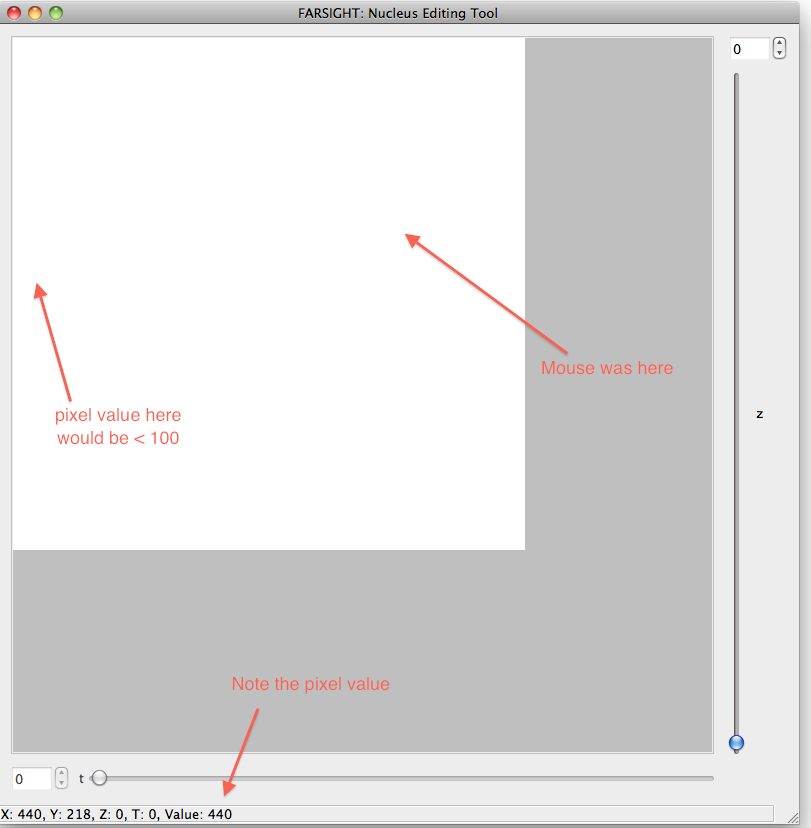 FARSIGHT: Nucleus Editing Tool
0
Mouse was here
pixel value here
would be < 100
z
Note the pixel value
0
t
X: 440, Y: 218, Z: 0, T: 0, Value: 440